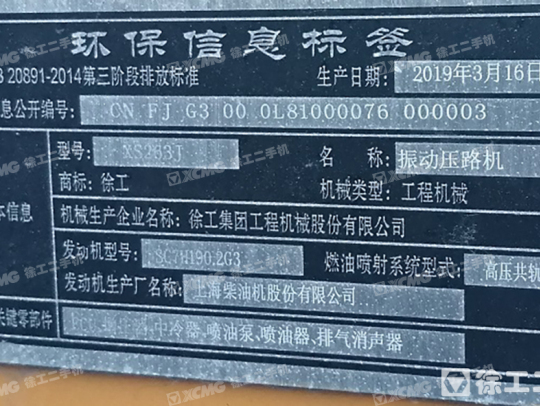 环保信息标签
B 20891-2014第三阶段排放标准 生产日期: 2019年3月16日
息公开编号: CN FJ G3 00 0L81000076 000003
型号: XS263J 名 称: 振动压路机
商标: 徐工 机械类型: 工程机械
本信息
机械生产企业名称: 徐工集团工程机械股份有限公司
发动机型号: SC7H190.2G3 燃油喷射系统型式: 高压共轨
发动机生产厂名称: 上海柴油机股份有限公司
关键零部件 中冷器、喷油泵、喷油器、排气消声器
XCMG 徐工二手机
徐工二